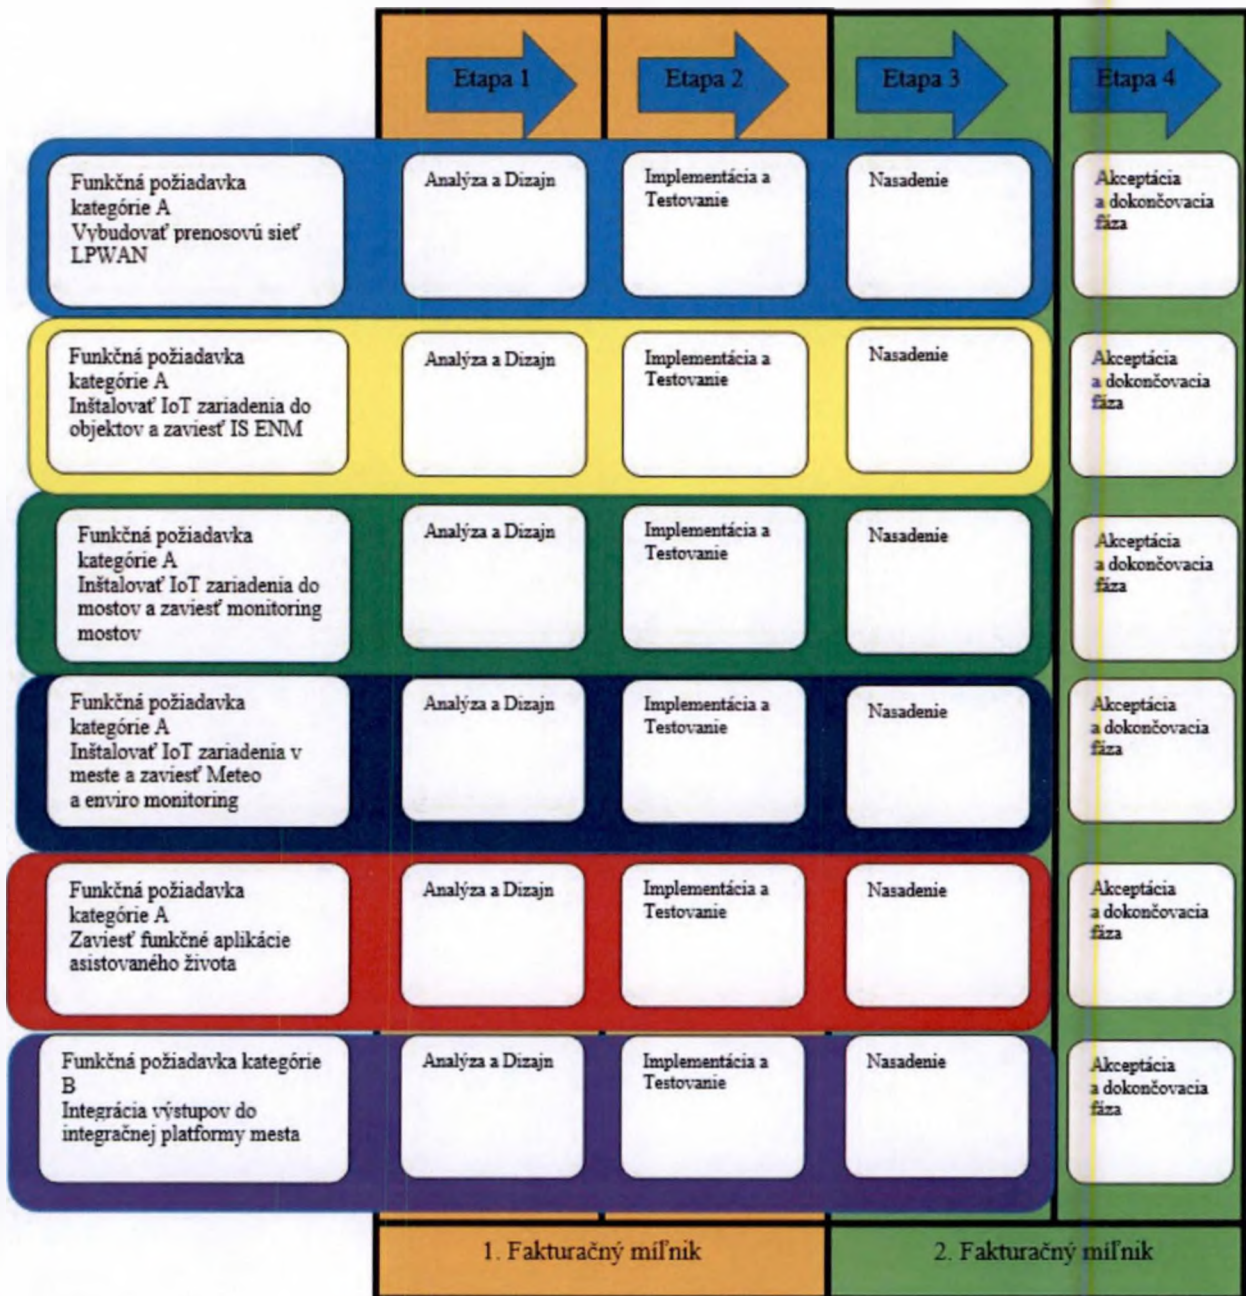 Etapa 1
Etapa 2
Etapa 3
Etapa 4
Funkčná požiadavka
kategórie A
Vybudovať prenosovú sieť
LPWAN
Analýza a Dizajn
Implementácia a
Testovanie
Nasadenie
Akceptácia
a dokončovacia
fáza
Funkčná požiadavka
kategórie A
Inštalovať IoT zariadenia do
objektov a zaviesť IS ENM
Analýza a Dizajn
Implementácia a
Testovanie
Nasadenie
Akceptácia
a dokončovacia
fáza
Funkčná požiadavka
kategórie A
Inštalovať IoT zariadenia do
mostov a zaviesť monitoring
mostov
Analýza a Dizajn
Implementácia a
Testovanie
Nasadenie
Akceptácia
a dokončovacia
fáza
Funkčná požiadavka
kategórie A
Inštalovať IoT zariadenia v
meste a zaviesť Meteo
a enviro monitoring
Analýza a Dizajn
Implementácia a
Testovanie
Nasadenie
Akceptácia
a dokončovacia
fáza
Funkčná požiadavka
kategórie A
Zaviesť funkčné aplikácie
asistovaného života
Analýza a Dizajn
Implementácia a
Testovanie
Nasadenie
Akceptácia
a dokončovacia
fáza
Funkčná požiadavka kategórie
B
Integrácia výstupov do
integračnej platformy mesta
Analýza a Dizajn
Implementácia a
Testovanie
Nasadenie
Akceptácia
a dokončovacia
fáza
1. Fakturačný míľnik
2. Fakturačný míľnik